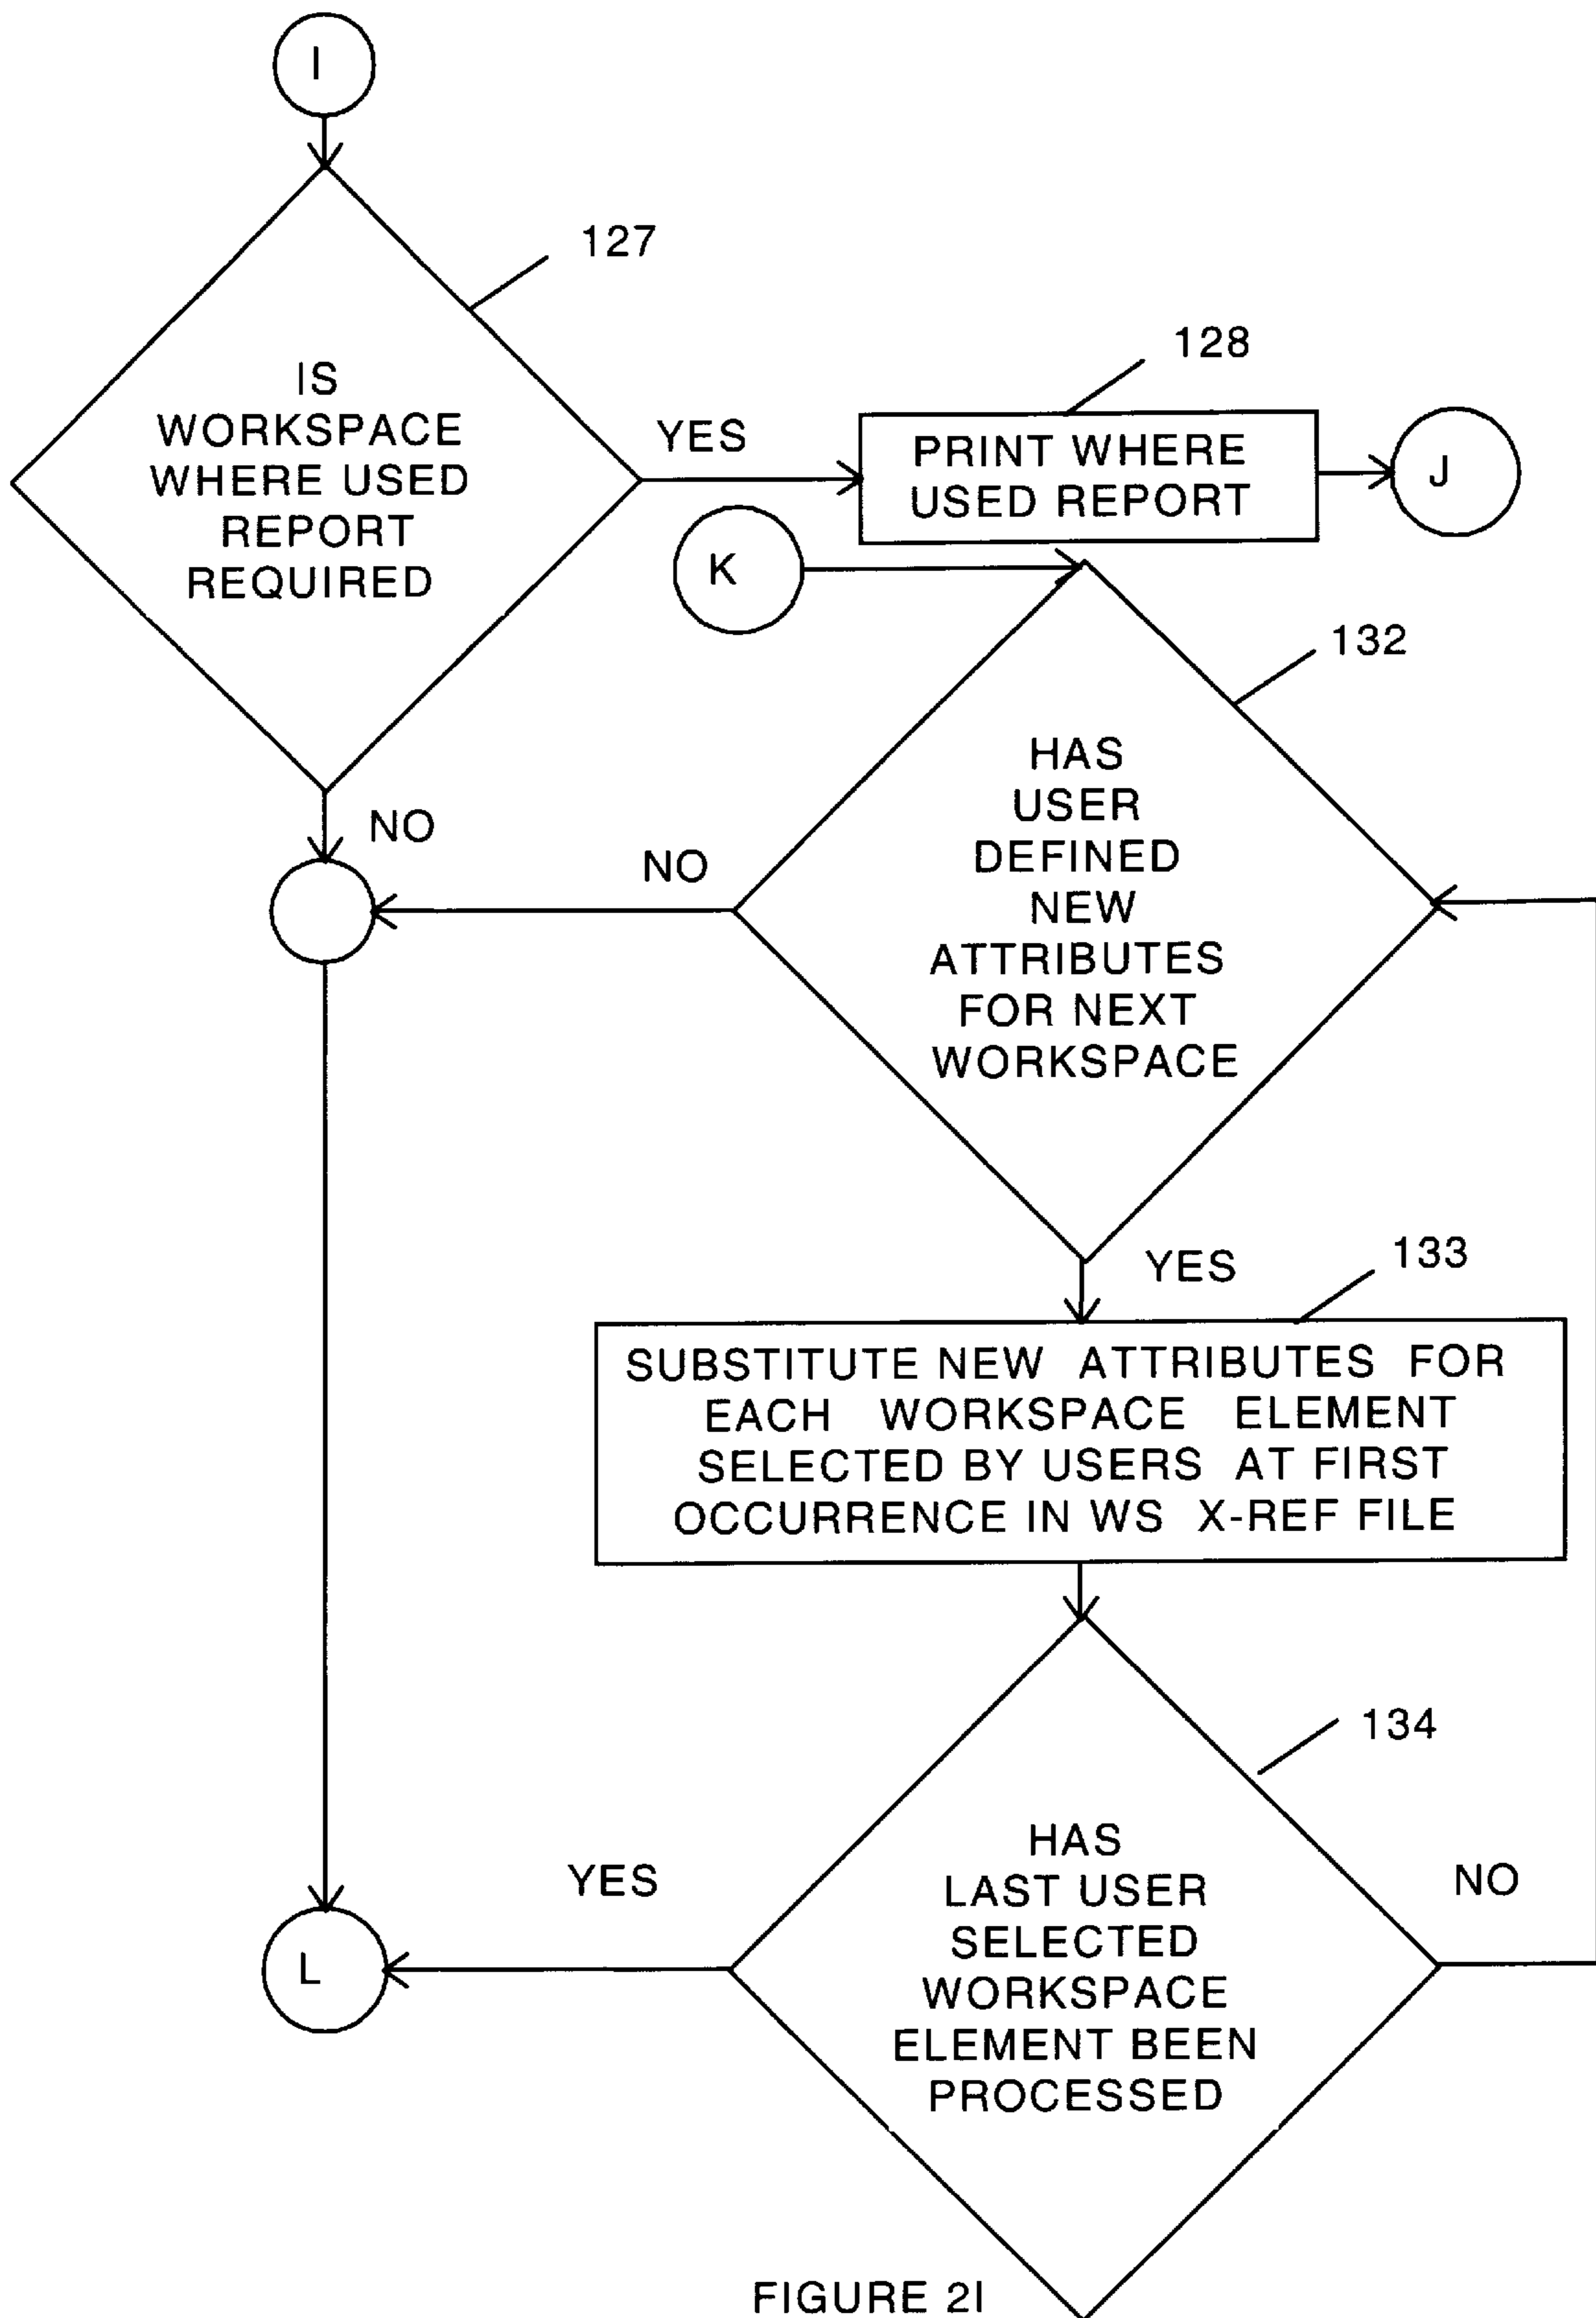 I
127
IS
WORKSPACE
WHERE USED
REPORT
REQUIRED
YES
128
PRINT WHERE
USED REPORT
J
K
132
HAS
USER
DEFINED
NEW
ATTRIBUTES
FOR NEXT
WORKSPACE
NO
NO
YES
133
SUBSTITUTE NEW ATTRIBUTES FOR
EACH WORKSPACE ELEMENT
SELECTED BY USERS AT FIRST
OCCURRENCE IN WS X-REF FILE
134
HAS
LAST USER
SELECTED
WORKSPACE
ELEMENT BEEN
PROCESSED
YES
NO
L
FIGURE 2I